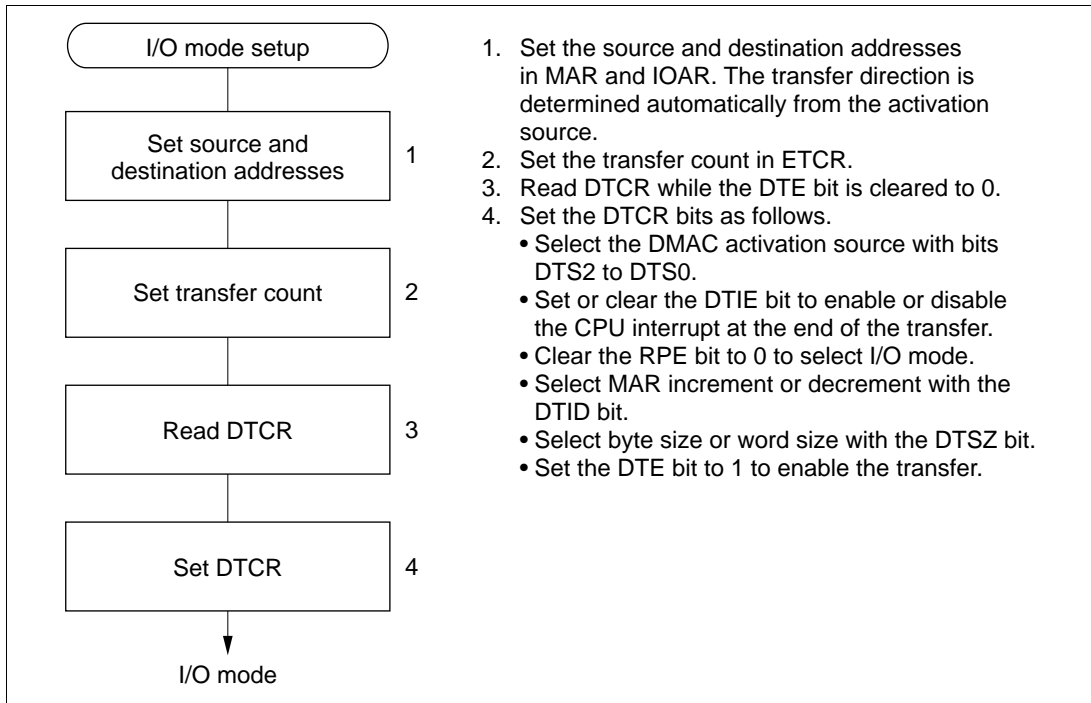 I/O mode setup
Set source and
destination addresses
1
Set transfer count
2
Read DTCR
3
Set DTCR
4
I/O mode
1. Set the source and destination addresses
in MAR and IOAR. The transfer direction is
determined automatically from the activation
source.
2. Set the transfer count in ETCR.
3. Read DTCR while the DTE bit is cleared to 0.
4. Set the DTCR bits as follows.
• Select the DMAC activation source with bits
DTS2 to DTS0.
• Set or clear the DTIE bit to enable or disable
the CPU interrupt at the end of the transfer.
• Clear the RPE bit to 0 to select I/O mode.
• Select MAR increment or decrement with the
DTID bit.
• Select byte size or word size with the DTSZ bit.
• Set the DTE bit to 1 to enable the transfer.